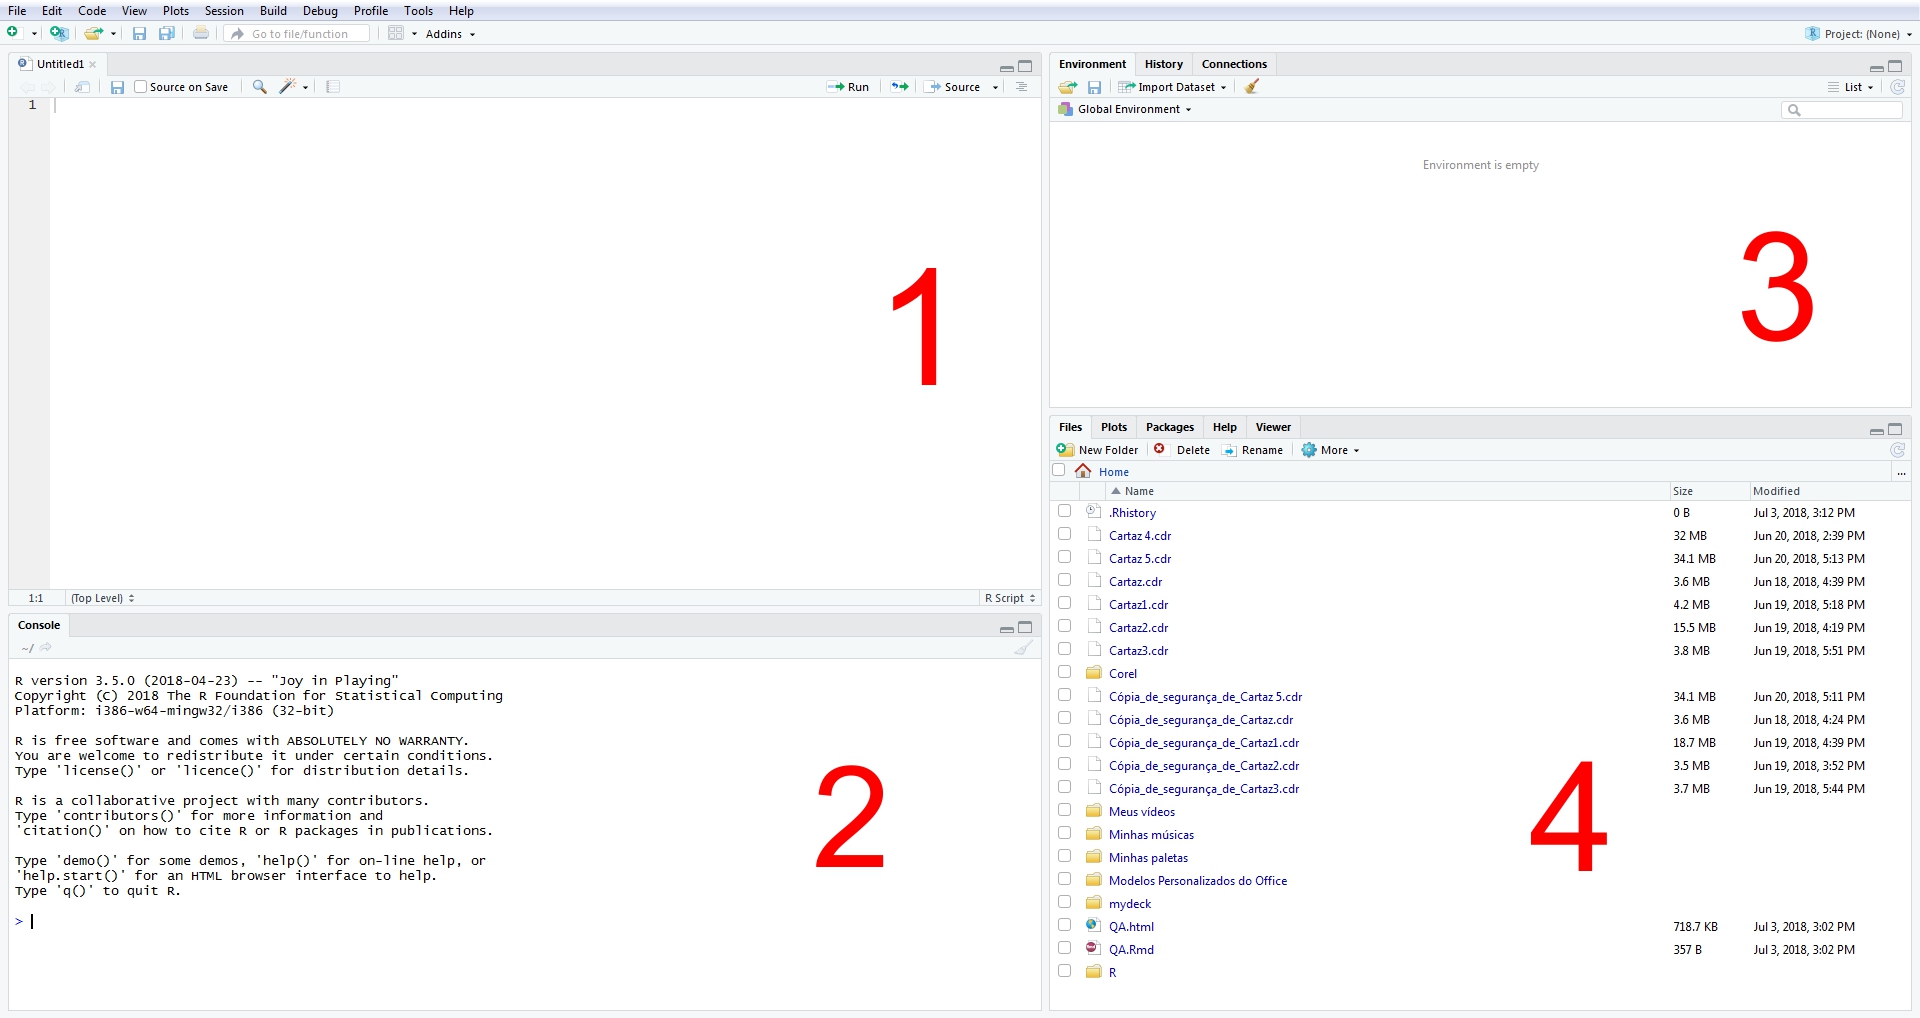 File Edit Code View Plots Session Build Debug Profile Tools Help
Go to file/function Addins Project: (None)
Untitled1
Source on Save Run Source
1
1
1:1 (Top Level) R Script
Console
~/
R version 3.5.0 (2018-04-23) -- "Joy in Playing"
Copyright (C) 2018 The R Foundation for Statistical Computing
Platform: i386-w64-mingw32/i386 (32-bit)
R is free software and comes with ABSOLUTELY NO WARRANTY.
You are welcome to redistribute it under certain conditions.
Type 'license()' or 'licence()' for distribution details.
R is a collaborative project with many contributors.
Type 'contributors()' for more information and
'citation()' on how to cite R or R packages in publications.
Type 'demo()' for some demos, 'help()' for on-line help, or
'help.start()' for an HTML browser interface to help.
Type 'q()' to quit R.
>
2
Environment History Connections
Import Dataset List
Global Environment
Environment is empty
3
Files Plots Packages Help Viewer
New Folder Delete Rename More
Home ...
Name Size Modified
.Rhistory 0 B Jul 3, 2018, 3:12 PM
Cartaz 4.cdr 32 MB Jun 20, 2018, 2:39 PM
Cartaz 5.cdr 34.1 MB Jun 20, 2018, 5:13 PM
Cartaz.cdr 3.6 MB Jun 18, 2018, 4:39 PM
Cartaz1.cdr 4.2 MB Jun 19, 2018, 5:18 PM
Cartaz2.cdr 15.5 MB Jun 19, 2018, 4:19 PM
Cartaz3.cdr 3.8 MB Jun 19, 2018, 5:51 PM
Corel
Cópia_de_segurança_de_Cartaz 5.cdr 34.1 MB Jun 20, 2018, 5:11 PM
Cópia_de_segurança_de_Cartaz.cdr 3.6 MB Jun 18, 2018, 4:24 PM
Cópia_de_segurança_de_Cartaz1.cdr 18.7 MB Jun 19, 2018, 4:39 PM
Cópia_de_segurança_de_Cartaz2.cdr 3.5 MB Jun 19, 2018, 3:52 PM
Cópia_de_segurança_de_Cartaz3.cdr 3.7 MB Jun 19, 2018, 5:44 PM
Meus vídeos
Minhas músicas
Minhas paletas
Modelos Personalizados do Office
mydeck
QA.html 718.7 KB Jul 3, 2018, 3:02 PM
QA.Rmd 357 B Jul 3, 2018, 3:02 PM
R
4